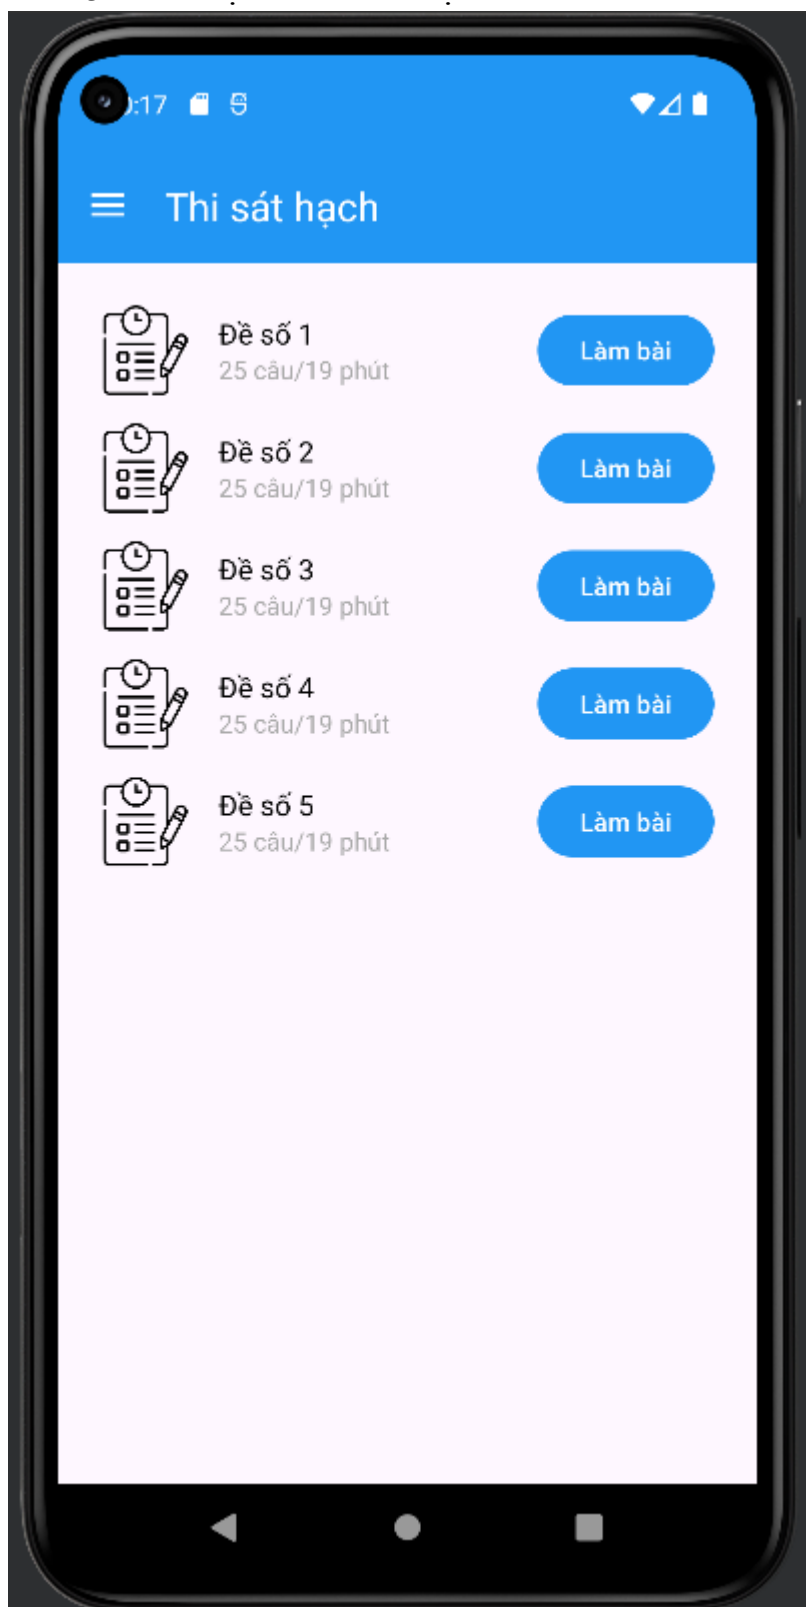 :17
Thi sát hạch
Đề số 1
25 câu/19 phút
Làm bài
Đề số 2
25 câu/19 phút
Làm bài
Đề số 3
25 câu/19 phút
Làm bài
Đề số 4
25 câu/19 phút
Làm bài
Đề số 5
25 câu/19 phút
Làm bài